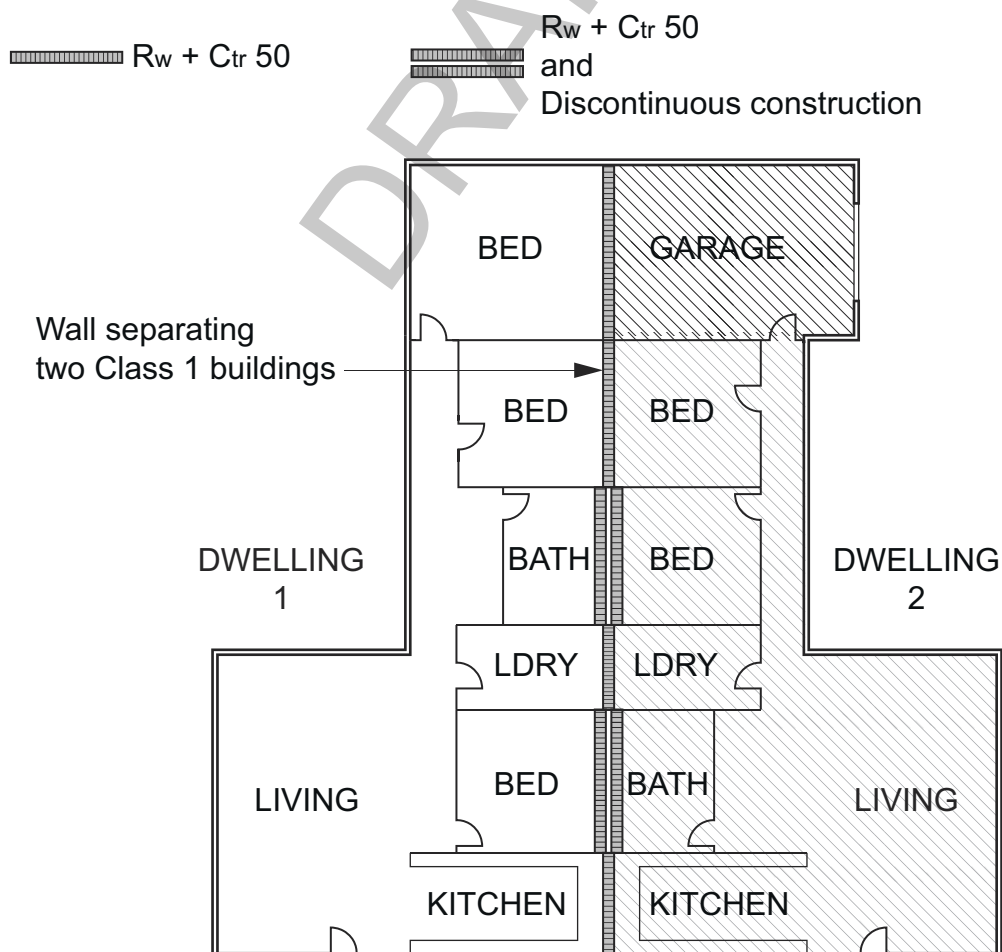 Rw + Ctr 50
Rw + Ctr 50
and
Discontinuous construction
BED
GARAGE
Wall separating
two Class 1 buildings
BED
BED
DWELLING
1
BATH
BED
DWELLING
2
LDRY
LDRY
LIVING
BED
BATH
LIVING
KITCHEN
KITCHEN